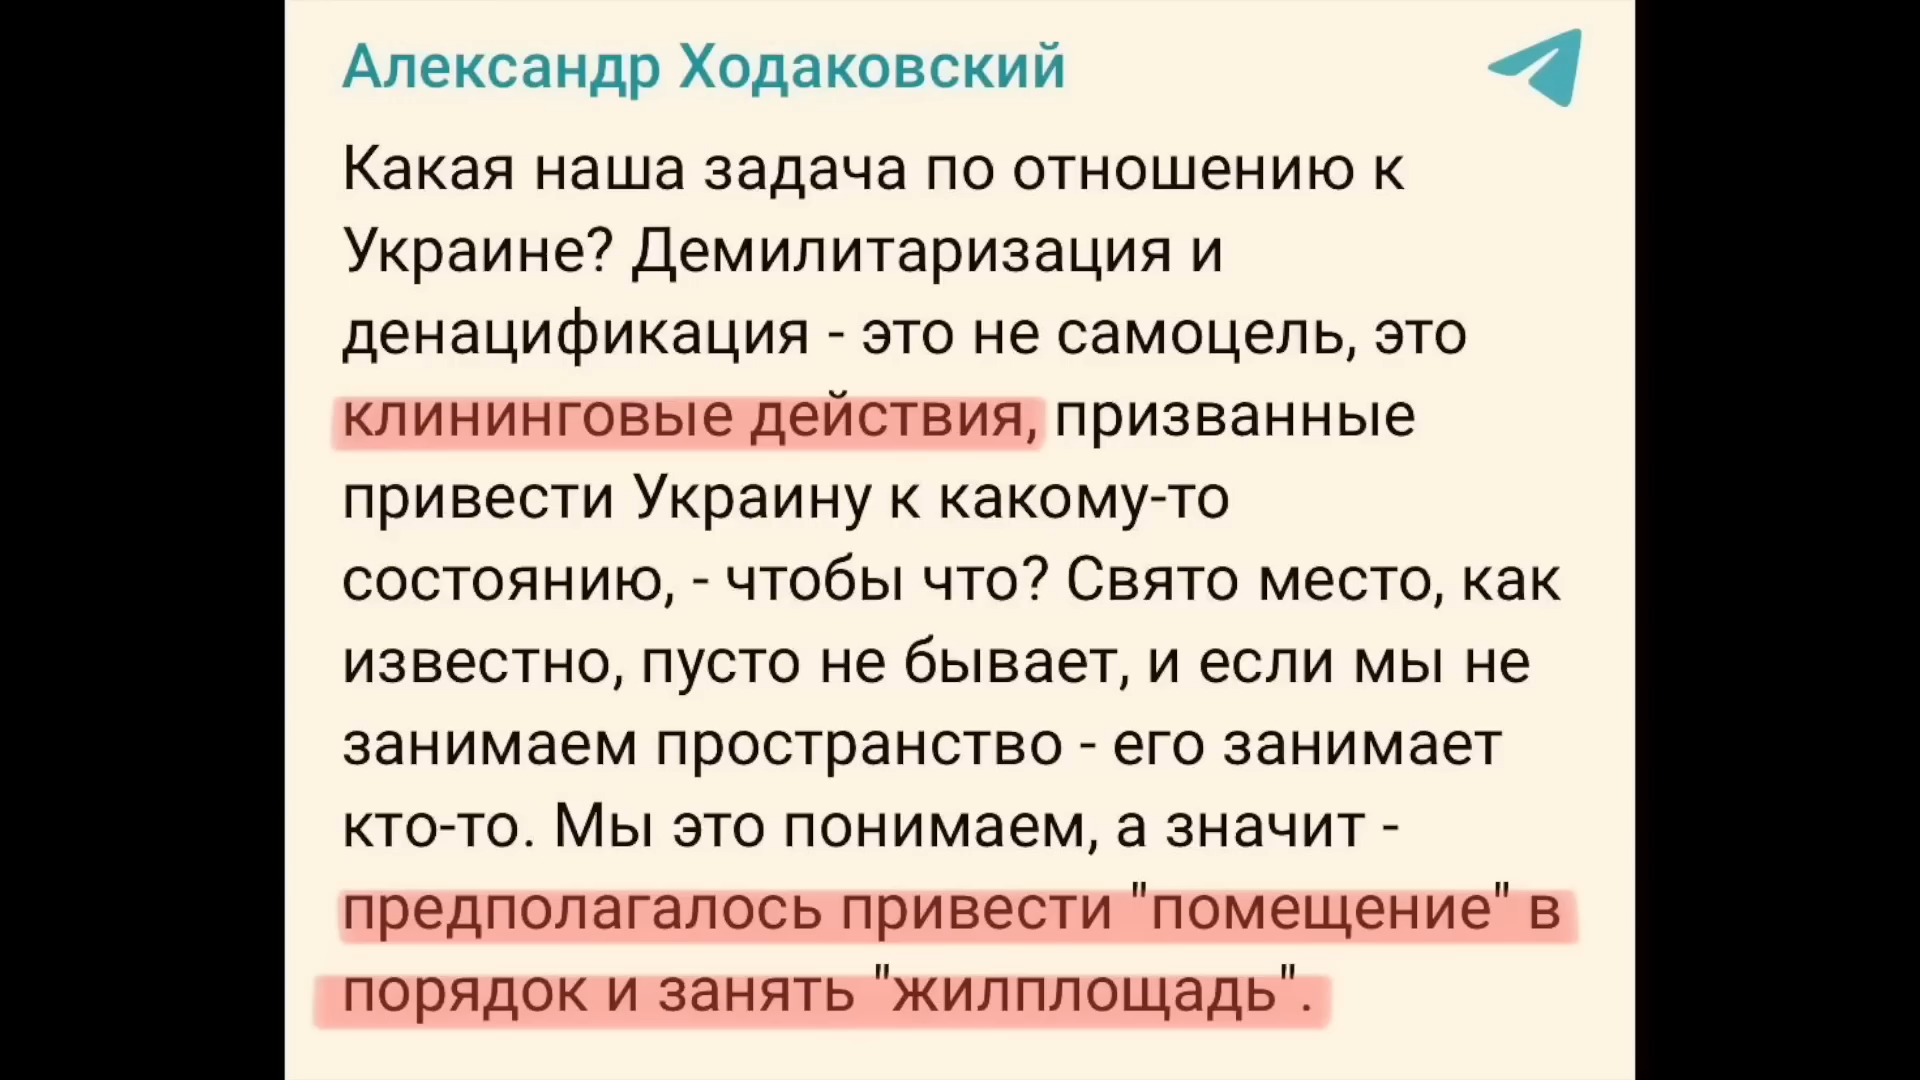 Александр Ходаковский
Какая наша задача по отношению к
Украине? Демилитаризация и
денацификация - это не самоцель, это
клининговые действия, призванные
привести Украину к какому-то
состоянию, - чтобы что? Свято место, как
известно, пусто не бывает, и если мы не
занимаем пространство - его занимает
кто-то. Мы это понимаем, а значит -
предполагалось привести "помещение" в
порядок и занять "жилплощадь".